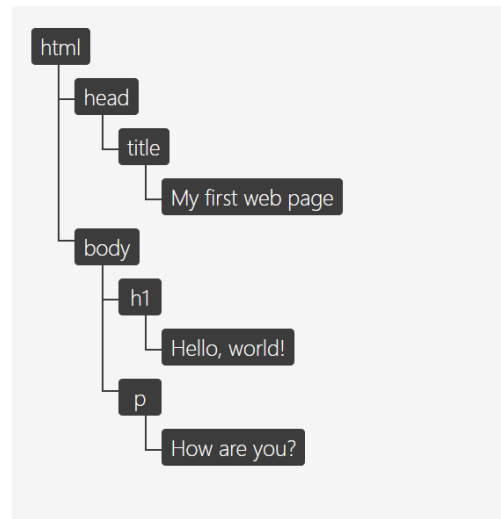 html
head
title
My first web page
body
h1
Hello, world!
p
How are you?